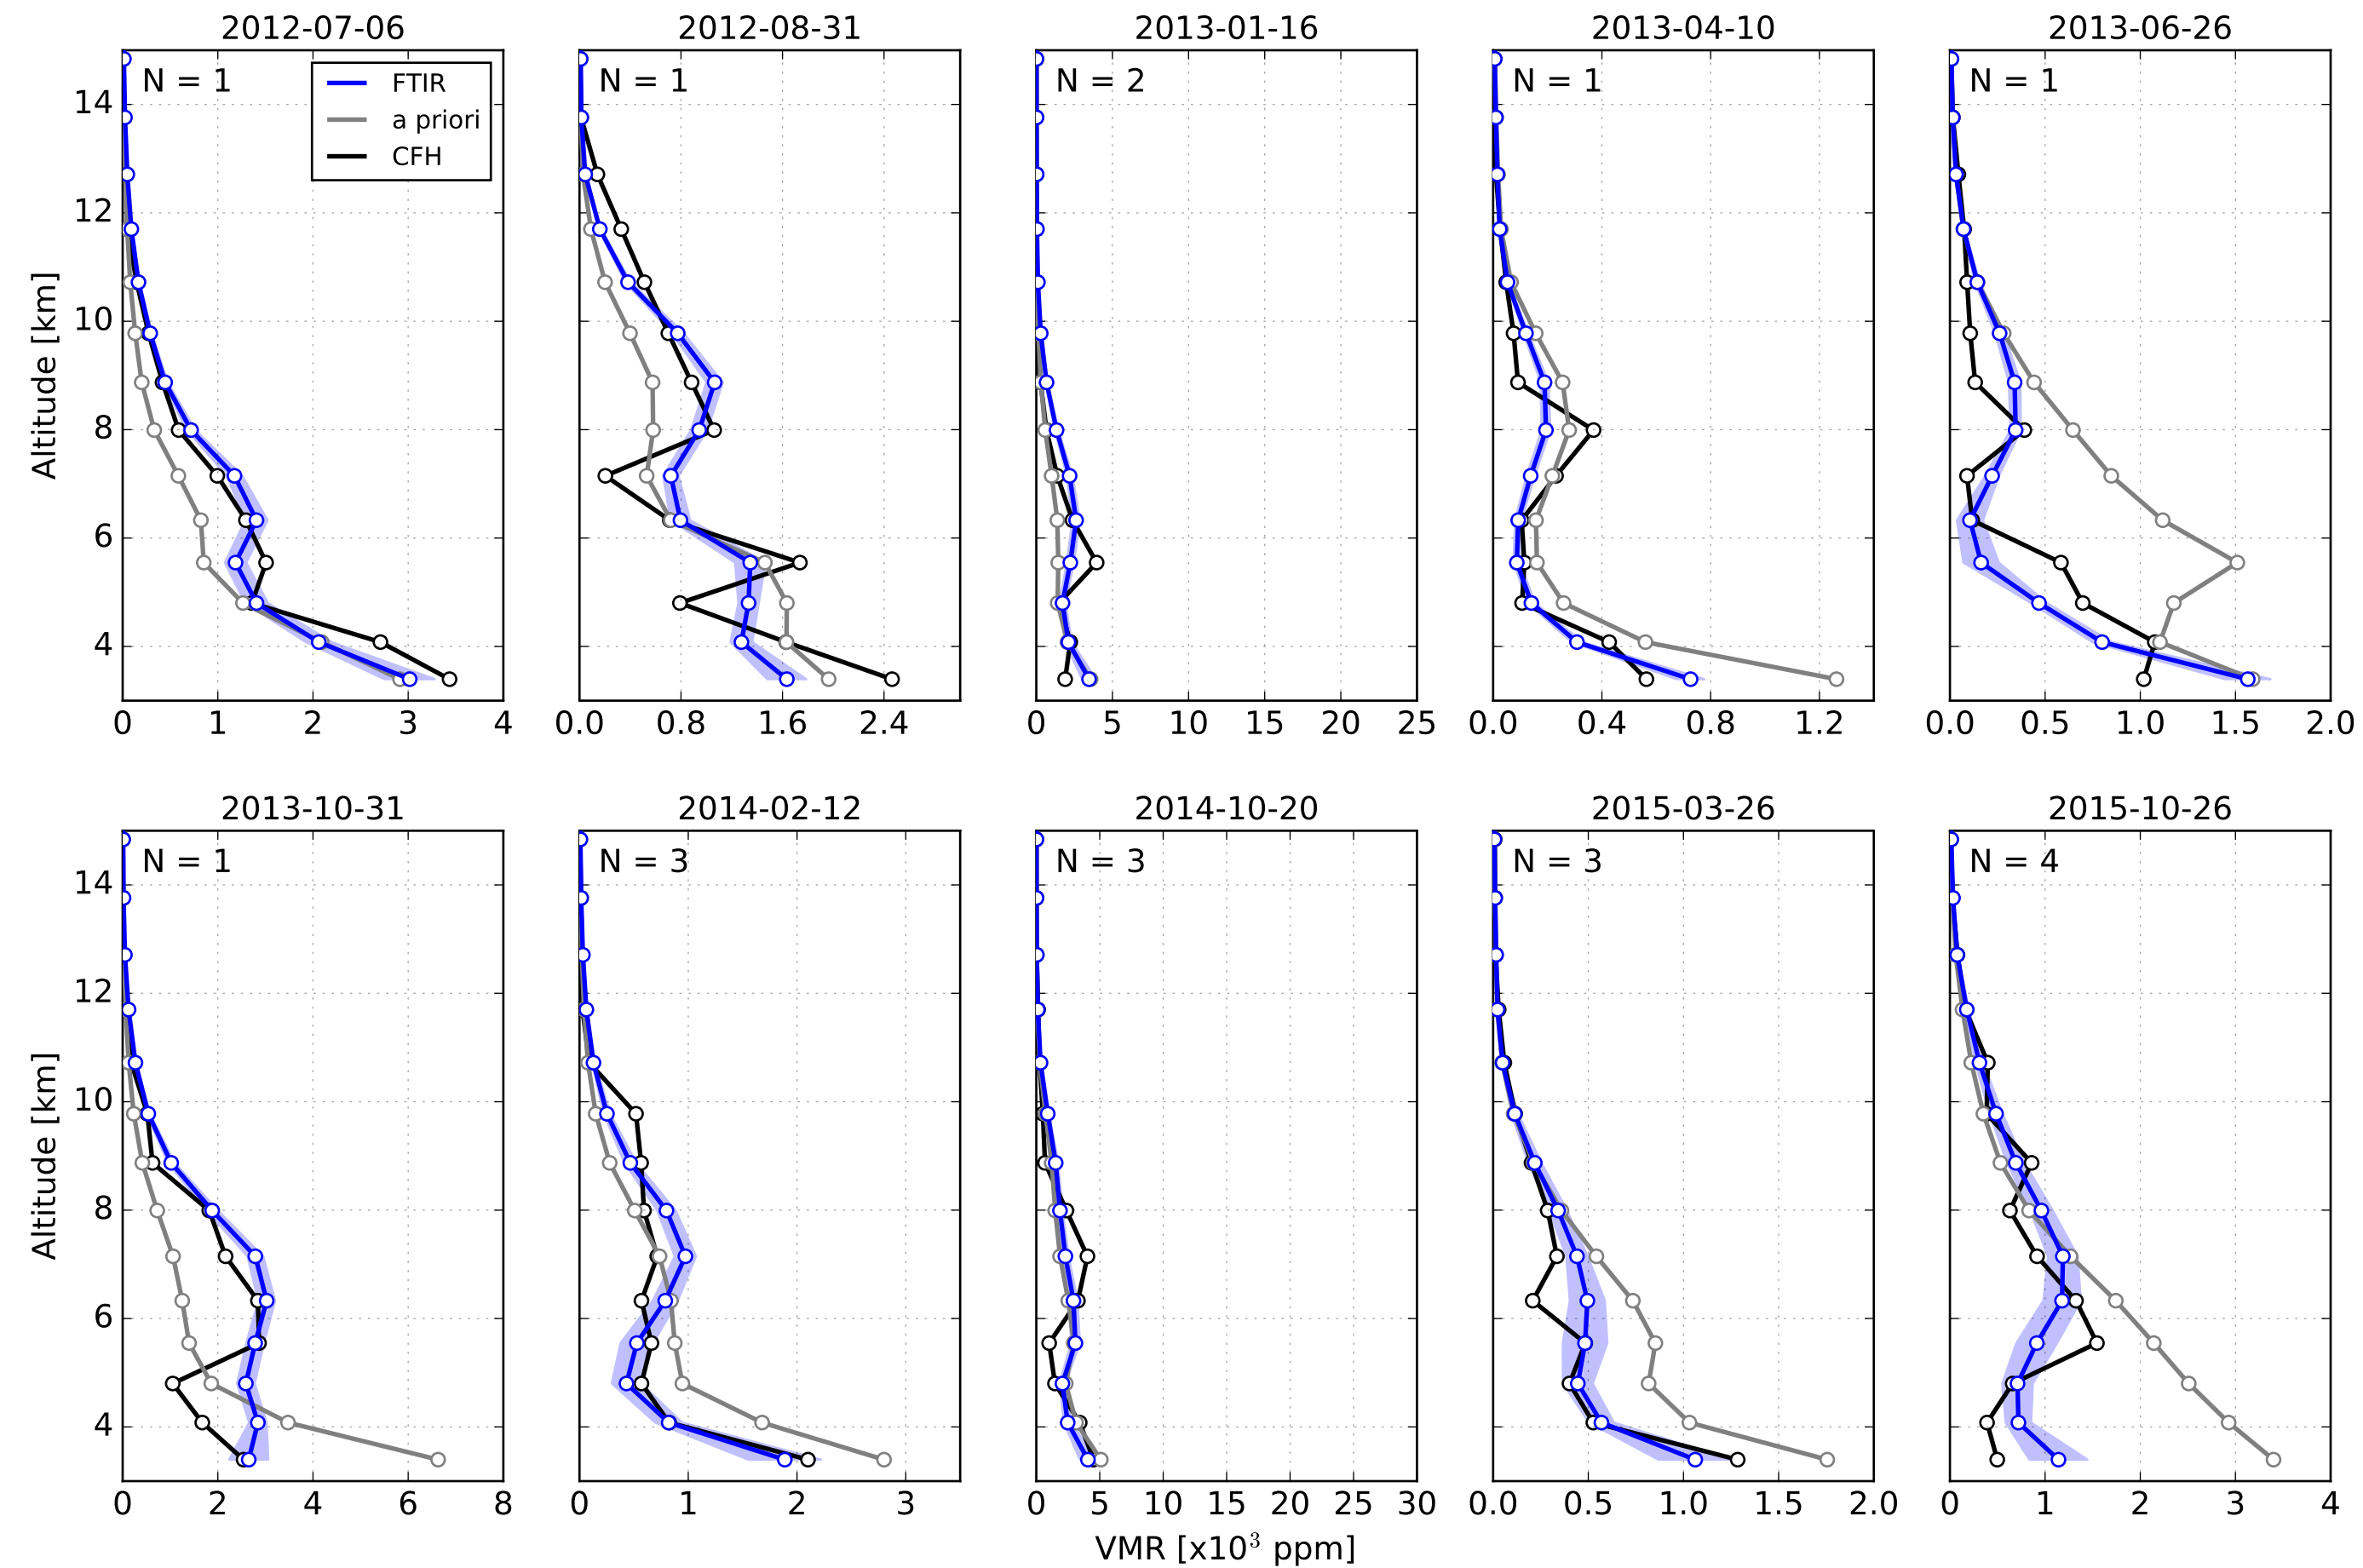 2012-07-06 2012-08-31 2013-01-16 2013-04-10 2013-06-26
N = 1 N = 1 N = 2 N = 1 N = 1
FTIR
a priori
CFH
Altitude [km]
14
12
10
8
6
4
0 1 2 3 4
0.0 0.8 1.6 2.4
0 5 10 15 20 25
0.0 0.4 0.8 1.2
0.0 0.5 1.0 1.5 2.0
2013-10-31 2014-02-12 2014-10-20 2015-03-26 2015-10-26
N = 1 N = 3 N = 3 N = 3 N = 4
Altitude [km]
14
12
10
8
6
4
0 2 4 6 8
0 1 2 3
0 5 10 15 20 25 30
0.0 0.5 1.0 1.5 2.0
0 1 2 3 4
VMR [x10³ ppm]